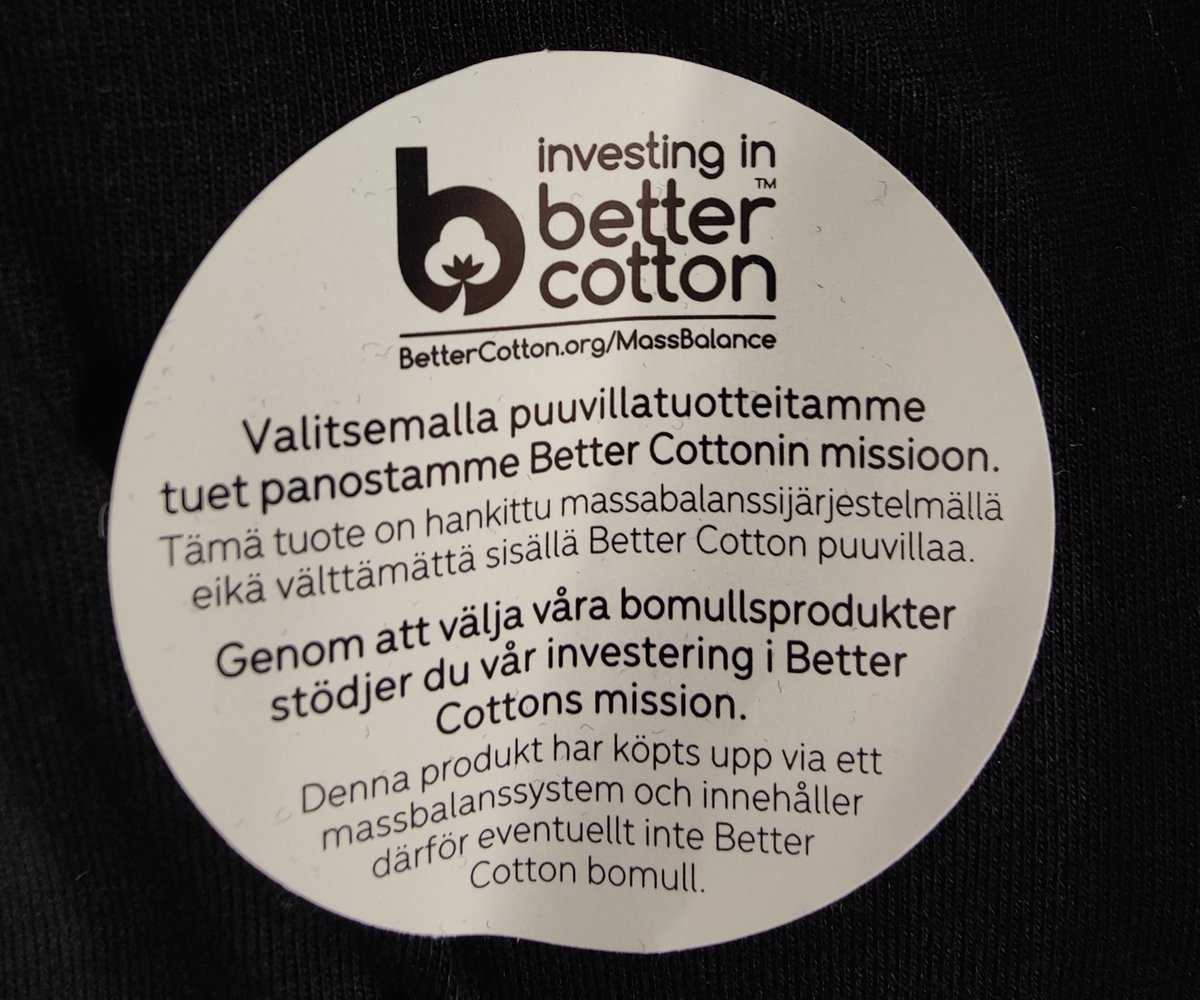 investing in
better™
cotton
BetterCotton.org/MassBalance
Valitsemalla puuvillatuotteitamme
tuet panostamme Better Cottonin missioon.
Tämä tuote on hankittu massabalanssijärjestelmällä
eikä välttämättä sisällä Better Cotton puuvillaa.
Genom att välja våra bomullsprodukter
stödjer du vår investering i Better
Cottons mission.
Denna produkt har köpts upp via ett
massbalanssystem och innehåller
därför eventuellt inte Better
Cotton bomull.